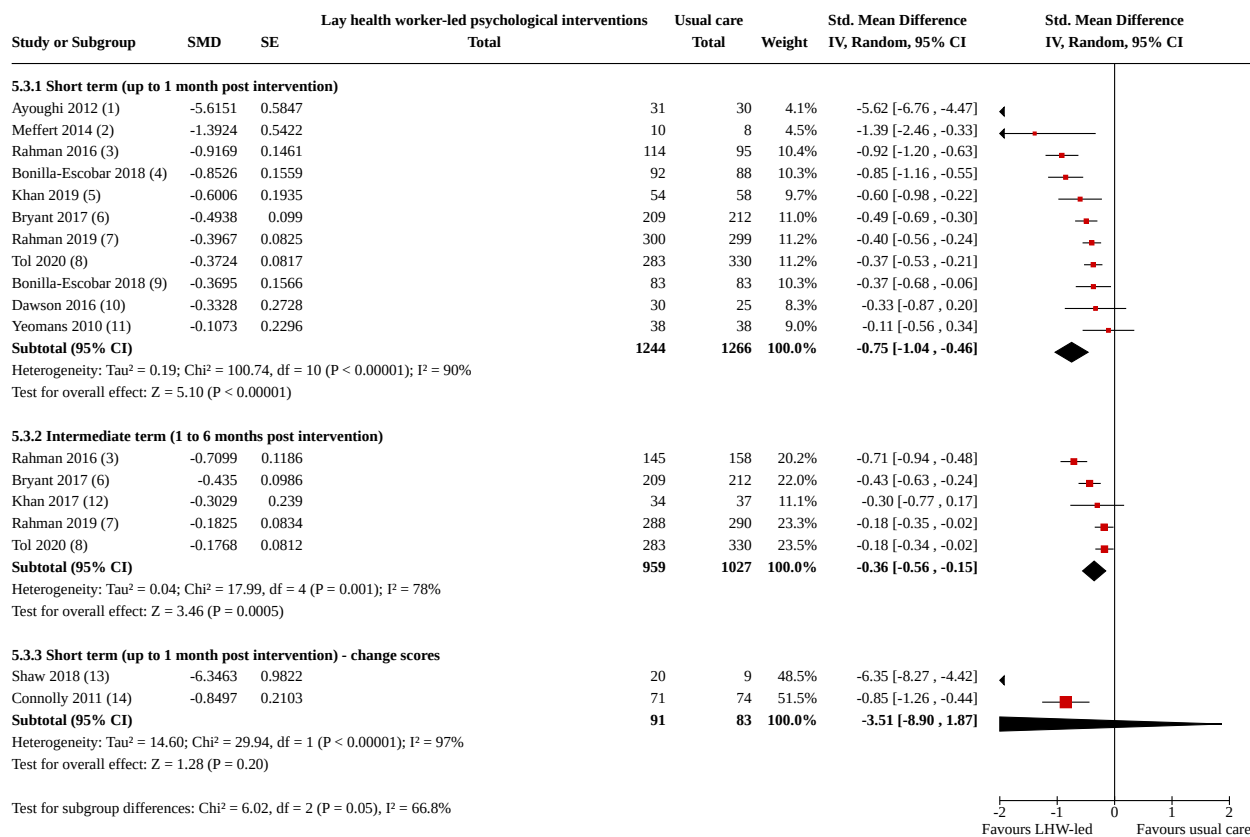 Lay health worker-led psychological interventions Usual care Std. Mean Difference Std. Mean Difference
Study or Subgroup SMD SE Total Total Weight IV, Random, 95% CI IV, Random, 95% CI
5.3.1 Short term (up to 1 month post intervention)
Ayoughi 2012 (1) -5.6151 0.5847 31 30 4.1% -5.62 [-6.76 , -4.47]
Meffert 2014 (2) -1.3924 0.5422 10 8 4.5% -1.39 [-2.46 , -0.33]
Rahman 2016 (3) -0.9169 0.1461 114 95 10.4% -0.92 [-1.20 , -0.63]
Bonilla-Escobar 2018 (4) -0.8526 0.1559 92 88 10.3% -0.85 [-1.16 , -0.55]
Khan 2019 (5) -0.6006 0.1935 54 58 9.7% -0.60 [-0.98 , -0.22]
Bryant 2017 (6) -0.4938 0.099 209 212 11.0% -0.49 [-0.69 , -0.30]
Rahman 2019 (7) -0.3967 0.0825 300 299 11.2% -0.40 [-0.56 , -0.24]
Tol 2020 (8) -0.3724 0.0817 283 330 11.2% -0.37 [-0.53 , -0.21]
Bonilla-Escobar 2018 (9) -0.3695 0.1566 83 83 10.3% -0.37 [-0.68 , -0.06]
Dawson 2016 (10) -0.3328 0.2728 30 25 8.3% -0.33 [-0.87 , 0.20]
Yeomans 2010 (11) -0.1073 0.2296 38 38 9.0% -0.11 [-0.56 , 0.34]
Subtotal (95% CI) 1244 1266 100.0% -0.75 [-1.04 , -0.46]
Heterogeneity: Tau² = 0.19; Chi² = 100.74, df = 10 (P < 0.00001); I² = 90%
Test for overall effect: Z = 5.10 (P < 0.00001)
5.3.2 Intermediate term (1 to 6 months post intervention)
Rahman 2016 (3) -0.7099 0.1186 145 158 20.2% -0.71 [-0.94 , -0.48]
Bryant 2017 (6) -0.435 0.0986 209 212 22.0% -0.43 [-0.63 , -0.24]
Khan 2017 (12) -0.3029 0.239 34 37 11.1% -0.30 [-0.77 , 0.17]
Rahman 2019 (7) -0.1825 0.0834 288 290 23.3% -0.18 [-0.35 , -0.02]
Tol 2020 (8) -0.1768 0.0812 283 330 23.5% -0.18 [-0.34 , -0.02]
Subtotal (95% CI) 959 1027 100.0% -0.36 [-0.56 , -0.15]
Heterogeneity: Tau² = 0.04; Chi² = 17.99, df = 4 (P = 0.001); I² = 78%
Test for overall effect: Z = 3.46 (P = 0.0005)
5.3.3 Short term (up to 1 month post intervention) - change scores
Shaw 2018 (13) -6.3463 0.9822 20 9 48.5% -6.35 [-8.27 , -4.42]
Connolly 2011 (14) -0.8497 0.2103 71 74 51.5% -0.85 [-1.26 , -0.44]
Subtotal (95% CI) 91 83 100.0% -3.51 [-8.90 , 1.87]
Heterogeneity: Tau² = 14.60; Chi² = 29.94, df = 1 (P < 0.00001); I² = 97%
Test for overall effect: Z = 1.28 (P = 0.20)
Test for subgroup differences: Chi² = 6.02, df = 2 (P = 0.05), I² = 66.8%
-2 -1 0 1 2
Favours LHW-led Favours usual care